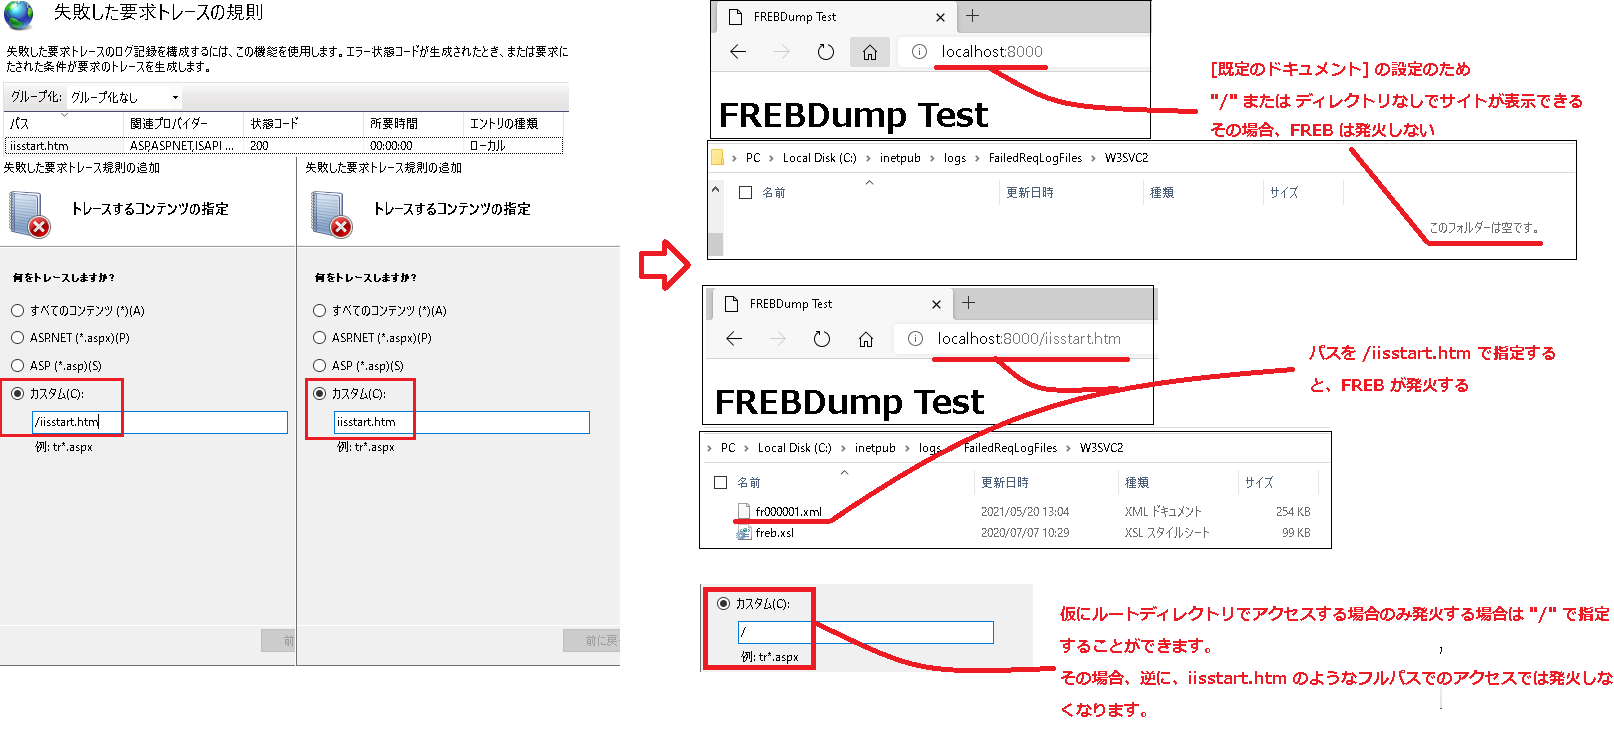 失敗した要求トレースの規則
失敗した要求トレースのログ記録を構成するには、この機能を使用します。エラー状態コードが生成されたとき、または要求に
たされた条件が要求のトレースを生成します。
グループ化: グループ化なし
パス 関連プロバイダー 状態コード 所要時間 エントリの種類
iisstart.htm ASP,ASPNET,ISAPI ... 200 00:00:00 ローカル
失敗した要求トレース規則の追加
トレースするコンテンツの指定
何をトレースしますか?
すべてのコンテンツ (*)(A)
ASP.NET (*.aspx)(P)
ASP (*.asp)(S)
カスタム(C):
/iisstart.htm
例: tr*.aspx
前
失敗した要求トレース規則の追加
トレースするコンテンツの指定
何をトレースしますか?
すべてのコンテンツ (*)(A)
ASP.NET (*.aspx)(P)
ASP (*.asp)(S)
カスタム(C):
iisstart.htm
例: tr*.aspx
前に戻
FREBDump Test
localhost:8000
FREBDump Test
[既定のドキュメント] の設定のため
"/" または ディレクトリなしでサイトが表示できる
その場合、FREB は発火しない
PC › Local Disk (C:) › inetpub › logs › FailedReqLogFiles › W3SVC2
名前 更新日時 種類 サイズ
このフォルダーは空です。
FREBDump Test
localhost:8000/iisstart.htm
FREBDump Test
パスを /iisstart.htm で指定する
と、FREB が発火する
PC › Local Disk (C:) › inetpub › logs › FailedReqLogFiles › W3SVC2
名前 更新日時 種類 サイズ
fr000001.xml 2021/05/20 13:04 XML ドキュメント 254 KB
freb.xsl 2020/07/07 10:29 XSL スタイルシート 99 KB
カスタム(C):
/
例: tr*.aspx
仮にルートディレクトリでアクセスする場合のみ発火する場合は "/" で指定
することができます。
その場合、逆に、iisstart.htm のようなフルパスでのアクセスでは発火しな
くなります。